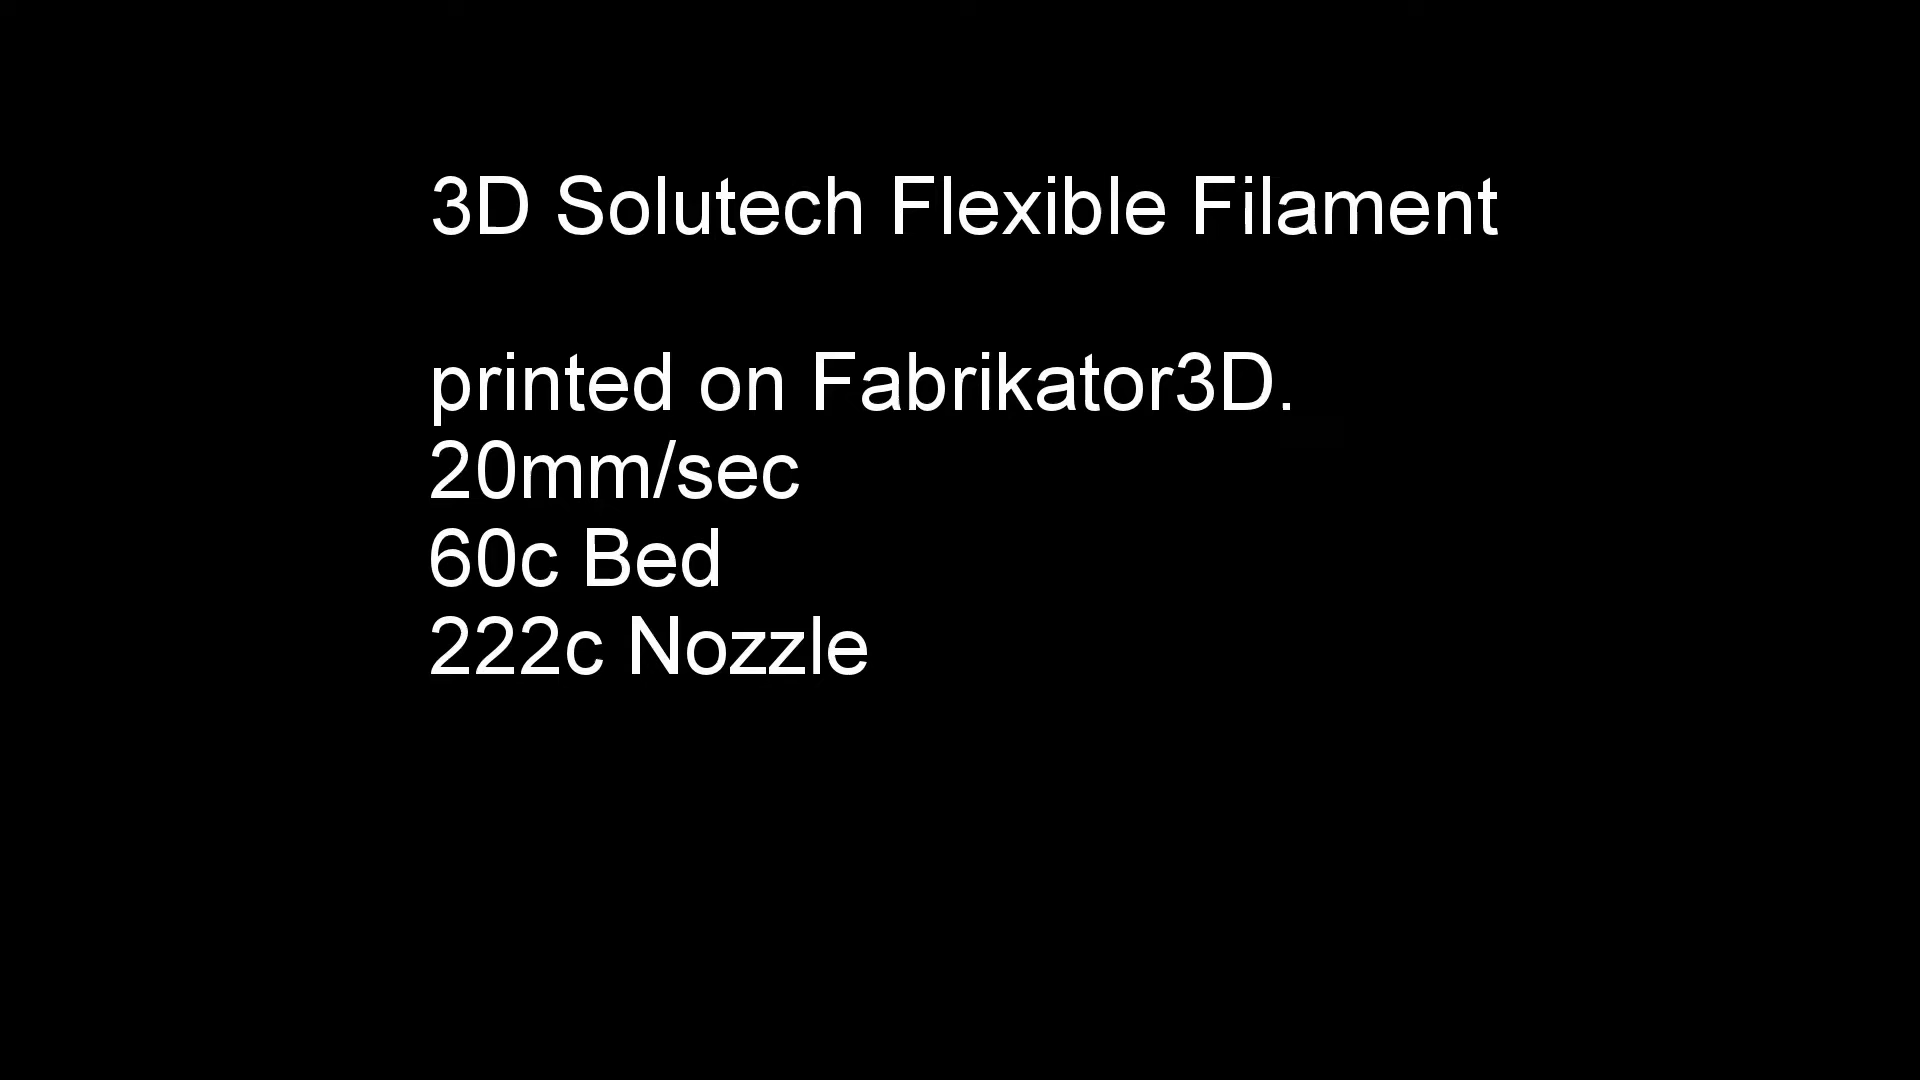 3D Solutech Flexible Filament
printed on Fabrikator3D.
20mm/sec
60c Bed
222c Nozzle